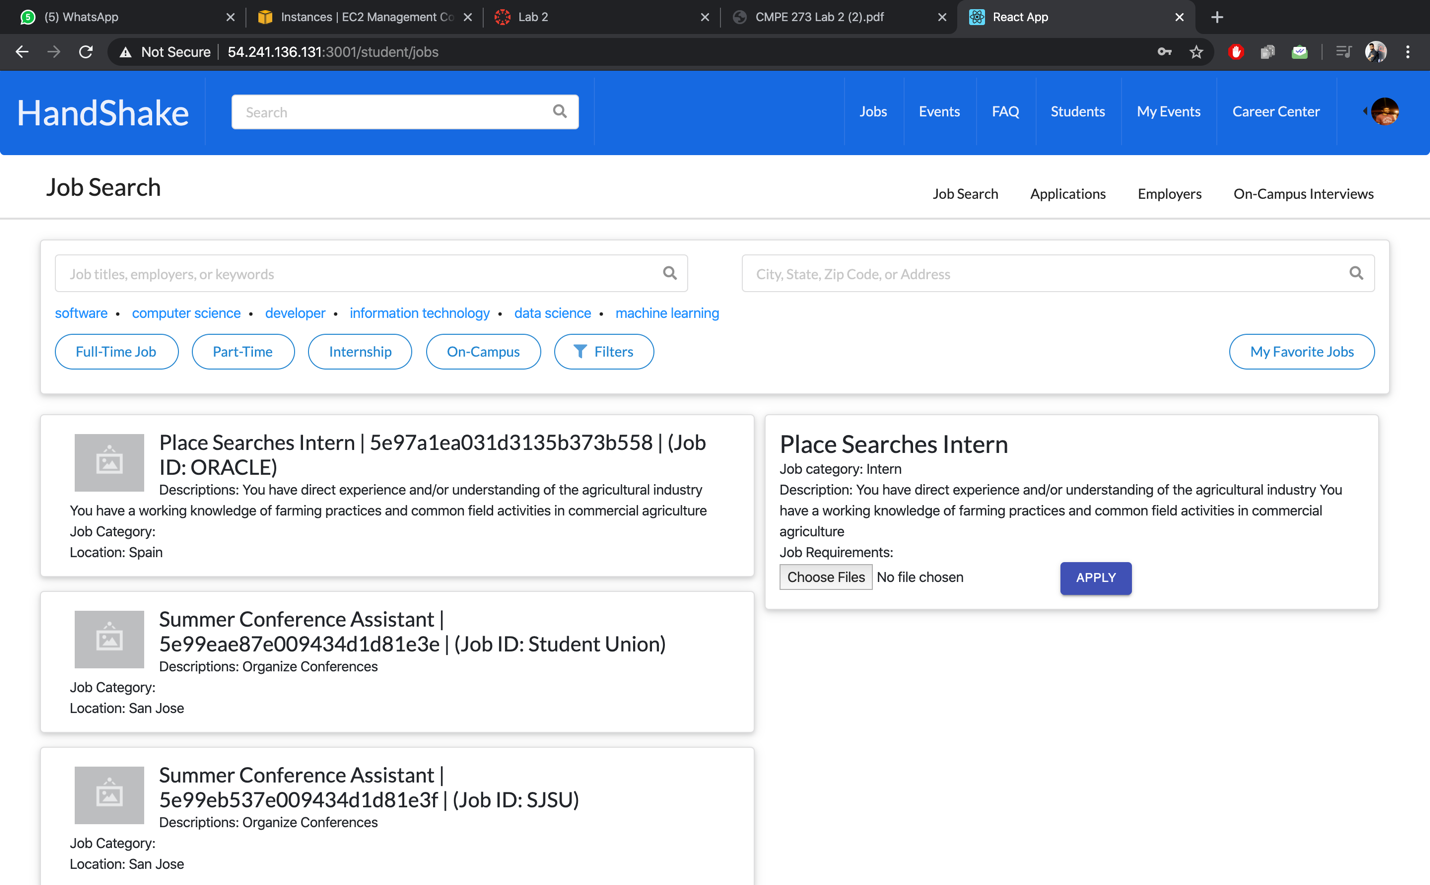 (5) WhatsApp
Instances | EC2 Management Co
Lab 2
CMPE 273 Lab 2 (2).pdf
React App
Not Secure
54.241.136.131:3001/student/jobs
HandShake
Search
Jobs
Events
FAQ
Students
My Events
Career Center
Job Search
Job Search
Applications
Employers
On-Campus Interviews
Job titles, employers, or keywords
City, State, Zip Code, or Address
software • computer science • developer • information technology • data science • machine learning
Full-Time Job
Part-Time
Internship
On-Campus
Filters
My Favorite Jobs
Place Searches Intern | 5e97a1ea031d3135b373b558 | (Job
ID: ORACLE)
Descriptions: You have direct experience and/or understanding of the agricultural industry
You have a working knowledge of farming practices and common field activities in commercial agriculture
Job Category:
Location: Spain
Place Searches Intern
Job category: Intern
Description: You have direct experience and/or understanding of the agricultural industry You
have a working knowledge of farming practices and common field activities in commercial
agriculture
Job Requirements:
Choose Files No file chosen
APPLY
Summer Conference Assistant |
5e99eae87e009434d1d81e3e | (Job ID: Student Union)
Descriptions: Organize Conferences
Job Category:
Location: San Jose
Summer Conference Assistant |
5e99eb537e009434d1d81e3f | (Job ID: SJSU)
Descriptions: Organize Conferences
Job Category:
Location: San Jose